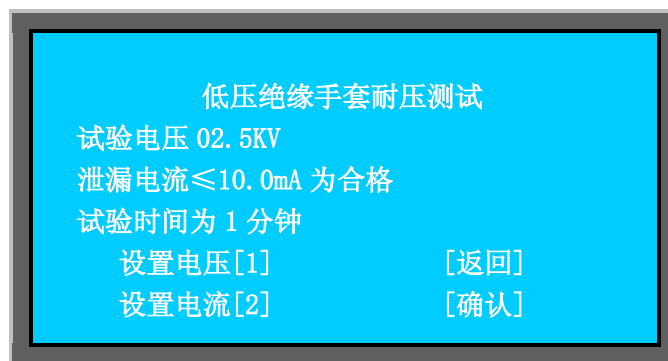 低压绝缘手套耐压测试
试验电压 02.5KV
泄漏电流≤10.0mA 为合格
试验时间为 1 分钟
设置电压[1] [返回]
设置电流[2] [确认]